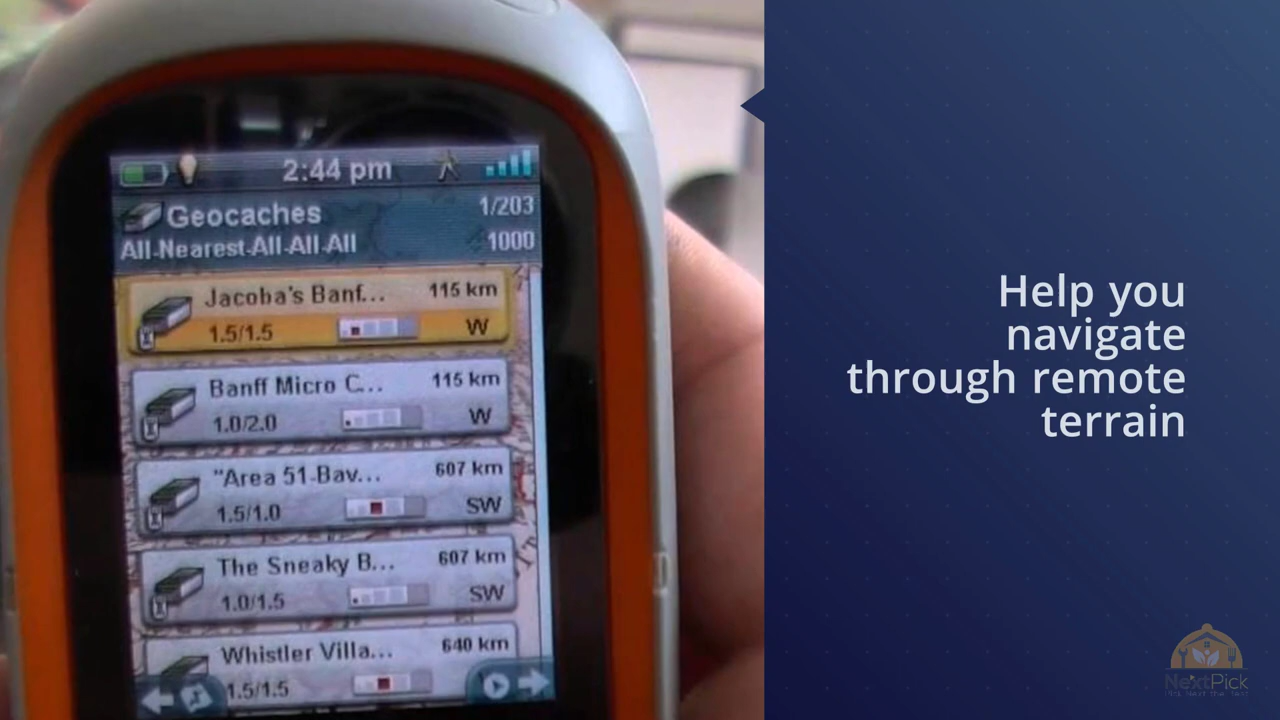 2:44 pm
Geocaches 1/203
All-Nearest-All-All-All 1000
Jacoba's Banf... 115 km
1.5/1.5 W
Banff Micro C... 115 km
1.0/2.0 W
"Area 51-Bav... 607 km
1.5/1.0 SW
The Sneaky B... 607 km
1.0/1.5 SW
Whistler Villa... 640 km
1.5/1.5
Help you
navigate
through remote
terrain
NextPick